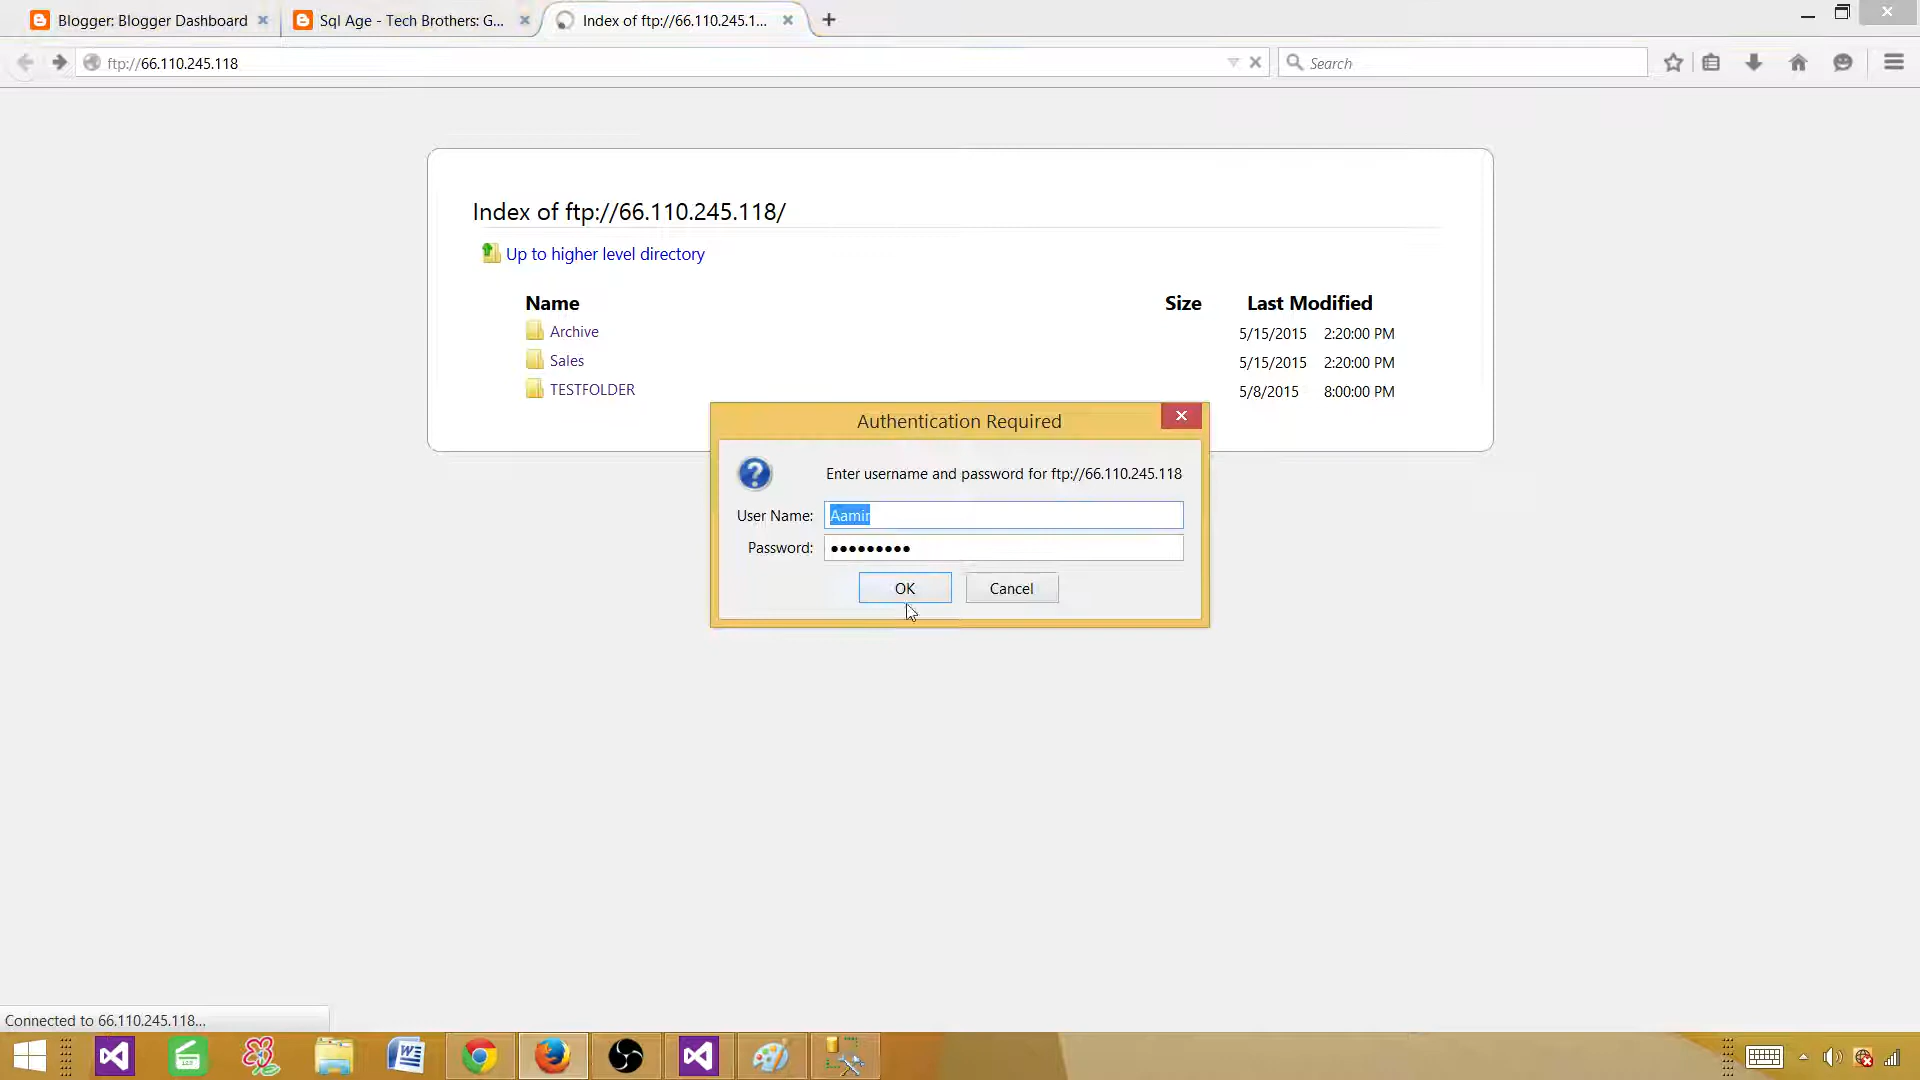 Blogger: Blogger Dashboard
Sql Age - Tech Brothers: G...
Index of ftp://66.110.245.1...
ftp://66.110.245.118
Search
Index of ftp://66.110.245.118/
Up to higher level directory
Name Size Last Modified
Archive 5/15/2015 2:20:00 PM
Sales 5/15/2015 2:20:00 PM
TESTFOLDER 5/8/2015 8:00:00 PM
Authentication Required
Enter username and password for ftp://66.110.245.118
User Name: Aamir
Password: ●●●●●●●●●
OK Cancel
Connected to 66.110.245.118...